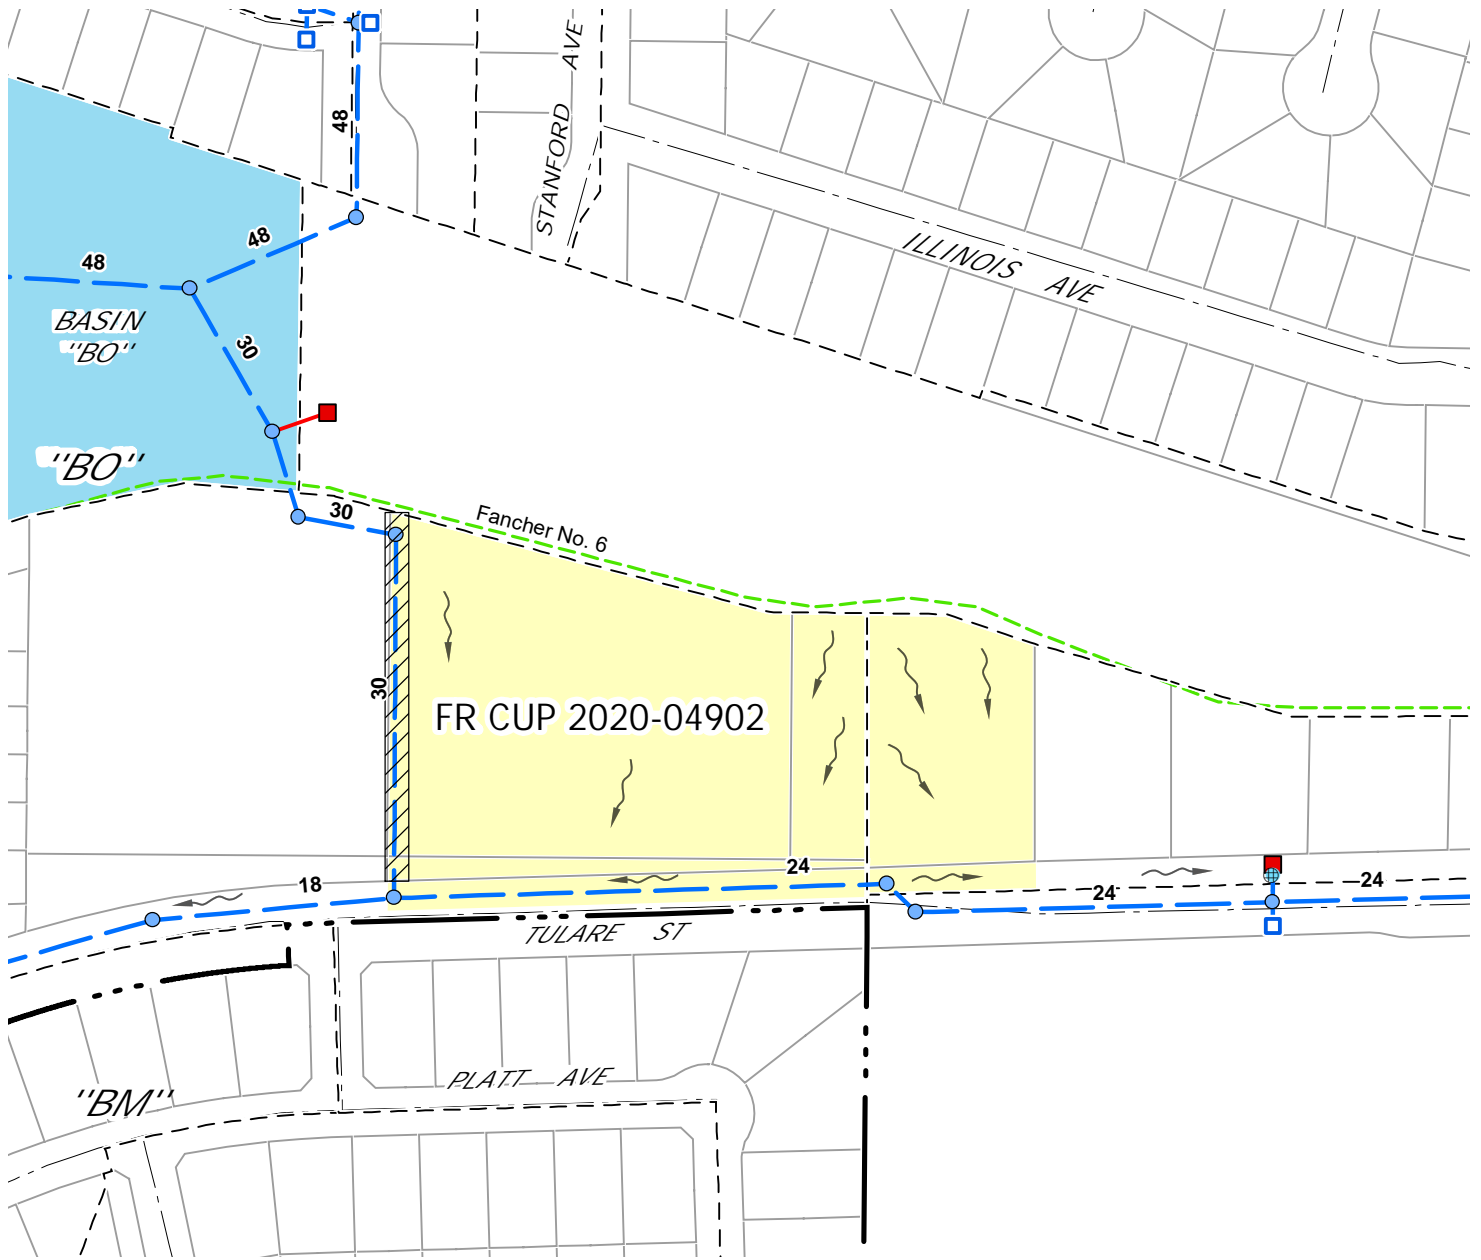 48
STANFORD AVE
48
48
ILLINOIS AVE
BASIN
"BO"
30
"BO"
30
Fancher No. 6
30
FR CUP 2020-04902
24
18
24
24
TULARE ST
PLATT AVE
"BM"